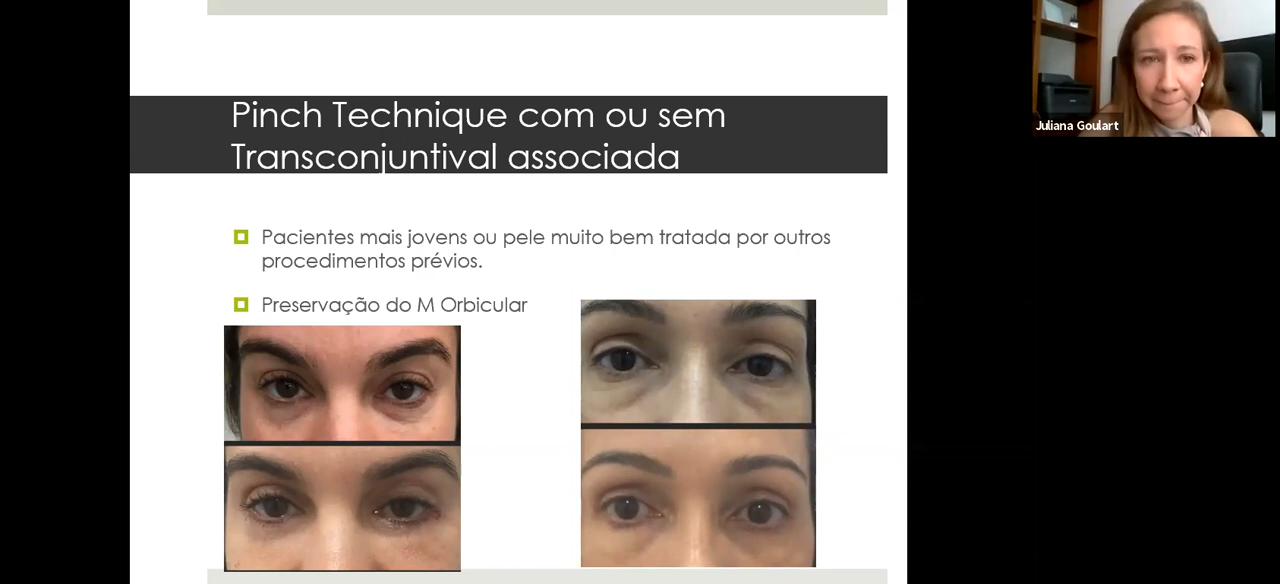 Pinch Technique com ou sem
Transconjuntival associada
Pacientes mais jovens ou pele muito bem tratada por outros
procedimentos prévios.
Preservação do M Orbicular
Juliana Goulart